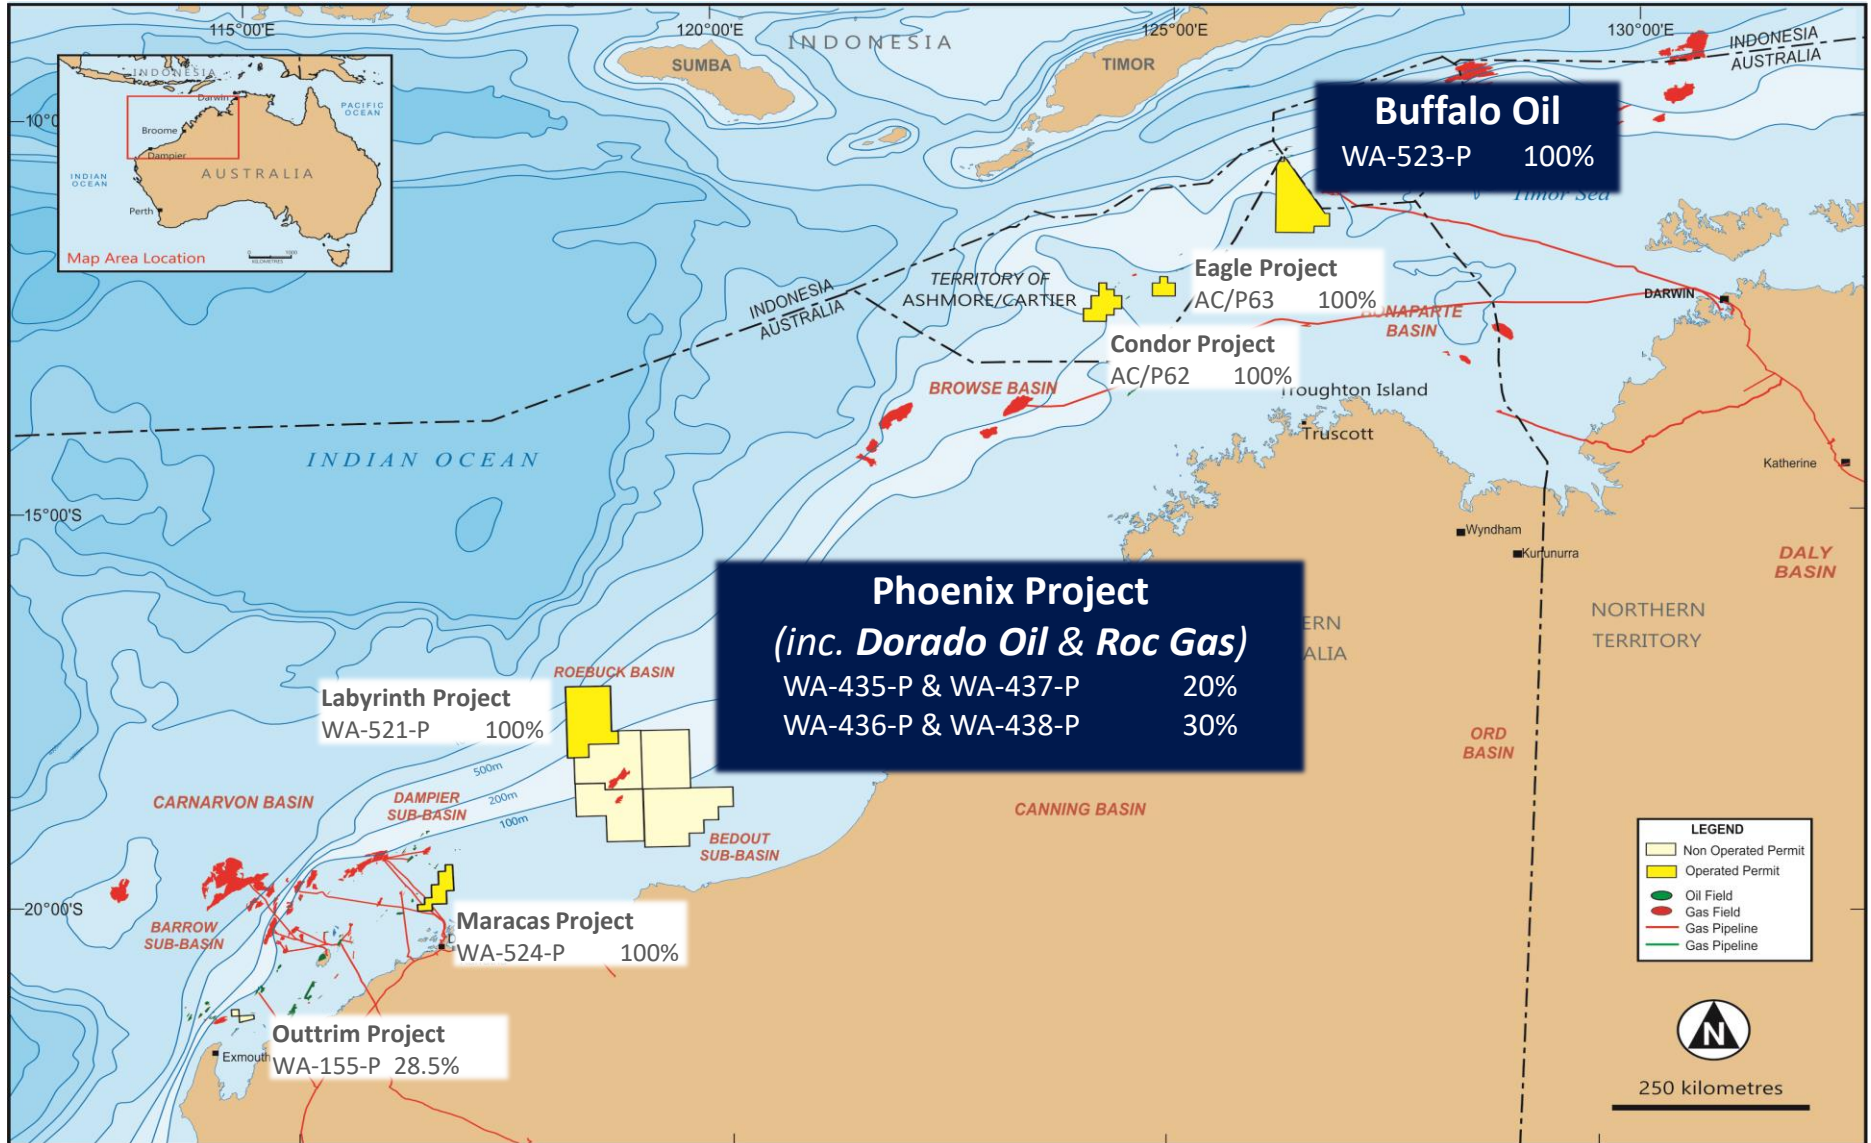 115°00'E
120°00'E
125°00'E
130°00'E
INDONESIA
SUMBA
TIMOR
INDONESIA
AUSTRALIA
INDONESIA
Darwin
PACIFIC
OCEAN
Broome
Dampier
AUSTRALIA
INDIAN
OCEAN
Perth
0 1000
KILOMETRES
Map Area Location
Buffalo Oil
WA-523-P 100%
Timor Sea
TERRITORY OF
ASHMORE/CARTIER
INDONESIA
AUSTRALIA
Eagle Project
AC/P63 100%
BASIN
DARWIN
Condor Project
AC/P62 100%
BROWSE BASIN
Troughton Island
Truscott
INDIAN OCEAN
Katherine
15°00'S
Wyndham
Kununurra
DALY
BASIN
Phoenix Project
(inc. Dorado Oil & Roc Gas)
WA-435-P & WA-437-P 20%
WA-436-P & WA-438-P 30%
ERN
ALIA
NORTHERN
TERRITORY
ROEBUCK BASIN
Labyrinth Project
WA-521-P 100%
ORD
BASIN
500m
200m
100m
CARNARVON BASIN
DAMPIER
SUB-BASIN
CANNING BASIN
BEDOUT
SUB-BASIN
LEGEND
Non Operated Permit
Operated Permit
Oil Field
Gas Field
Gas Pipeline
Gas Pipeline
20°00'S
BARROW
SUB-BASIN
Maracas Project
WA-524-P 100%
Outtrim Project
WA-155-P 28.5%
Exmouth
N
250 kilometres